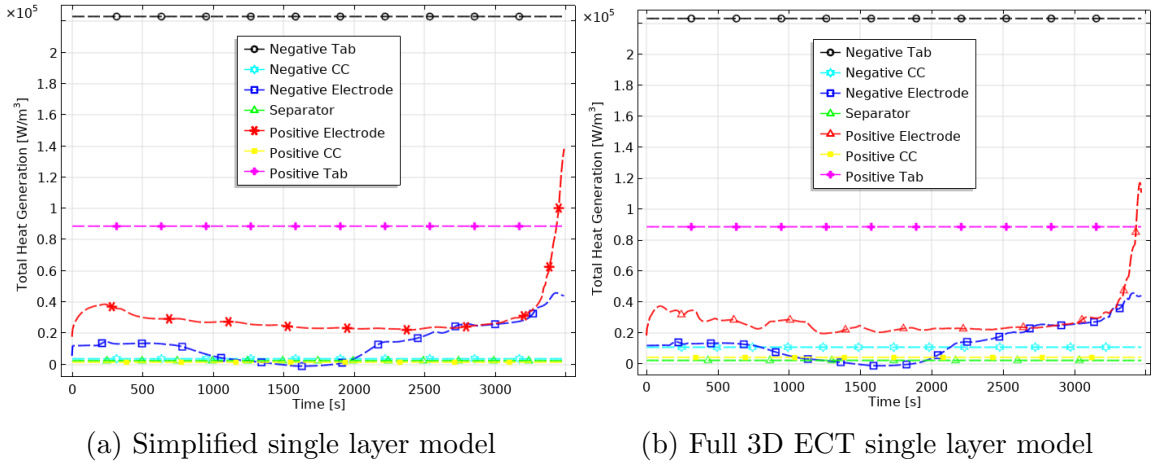 ×10⁵
2
1.8
1.6
1.4
1.2
1
0.8
0.6
0.4
0.2
0
Total Heat Generation [W/m³]
Negative Tab
Negative CC
Negative Electrode
Separator
Positive Electrode
Positive CC
Positive Tab
0 500 1000 1500 2000 2500 3000
Time [s]
(a) Simplified single layer model
×10⁵
2
1.8
1.6
1.4
1.2
1
0.8
0.6
0.4
0.2
0
Total Heat Generation [W/m³]
Negative Tab
Negative CC
Negative Electrode
Separator
Positive Electrode
Positive CC
Positive Tab
0 500 1000 1500 2000 2500 3000
Time [s]
(b) Full 3D ECT single layer model